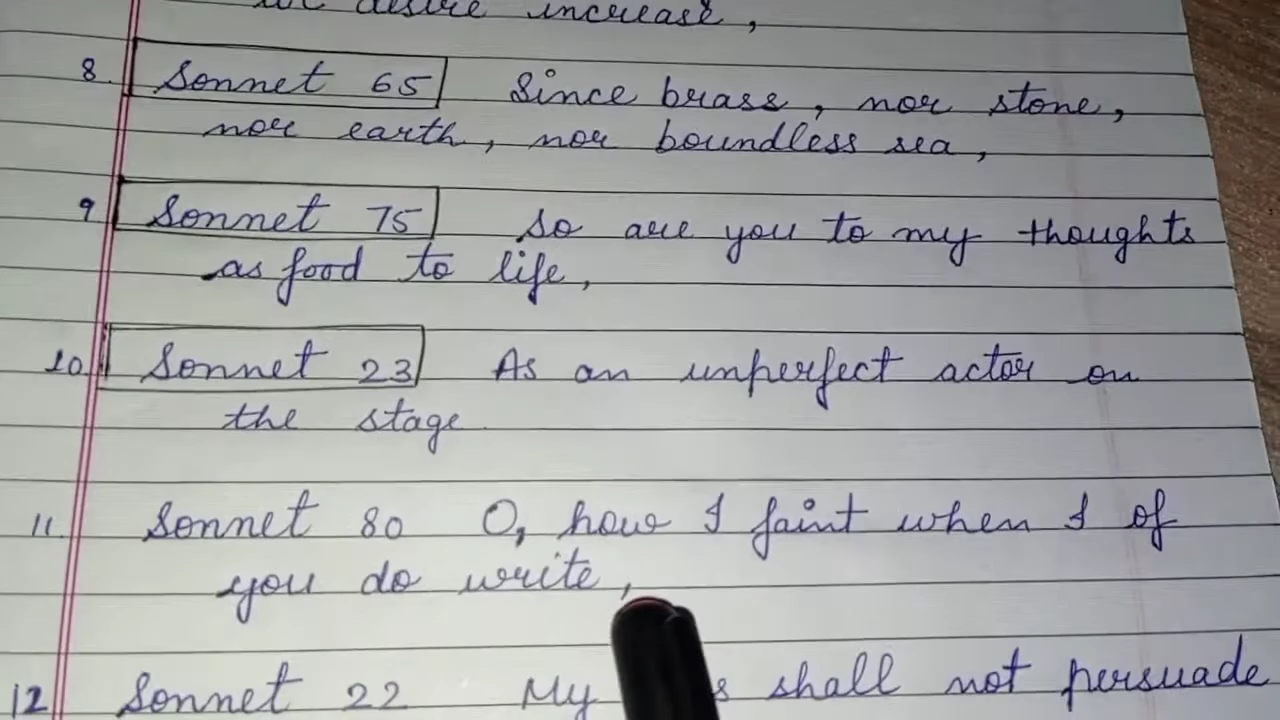 desire increase,
8. Sonnet 65 Since brass, nor stone,
nor earth, nor boundless sea,
9 Sonnet 75 So are you to my thoughts
as food to life,
10. Sonnet 23 As an unperfect actor on
the stage
11. Sonnet 80 O, how I faint when I of
you do write,
12 Sonnet 22 My shall not persuade